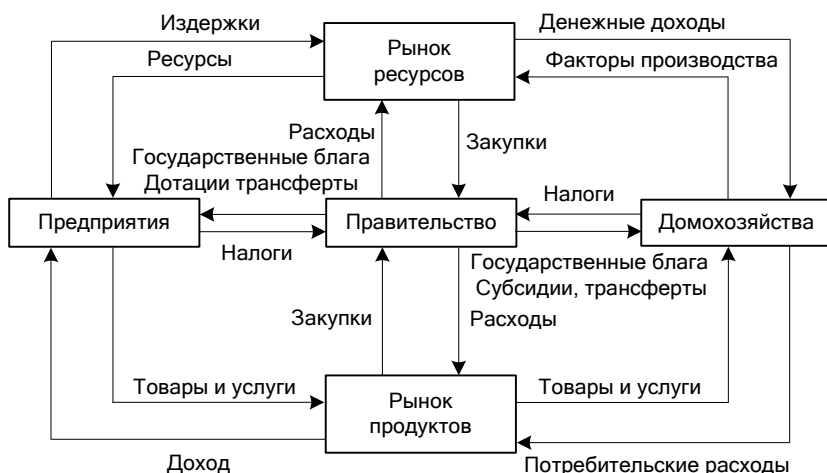 Издержки
Денежные доходы
Рынок
ресурсов
Ресурсы
Факторы производства
Расходы
Закупки
Государственные блага
Дотации трансферты
Налоги
Предприятия
Правительство
Домохозяйства
Налоги
Государственные блага
Субсидии, трансферты
Закупки
Расходы
Товары и услуги
Рынок
продуктов
Товары и услуги
Доход
Потребительские расходы